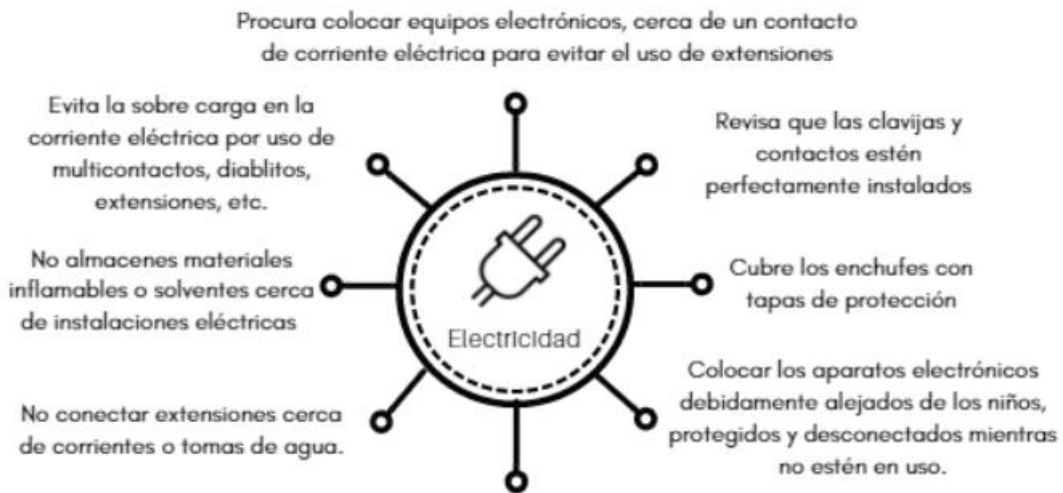 Procura colocar equipos electrónicos, cerca de un contacto
de corriente eléctrica para evitar el uso de extensiones
Evita la sobre carga en la
corriente eléctrica por uso de
multicontactos, diablitos,
extensiones, etc.
Revisa que las clavijas y
contactos estén
perfectamente instalados
No almacenes materiales
inflamables o solventes cerca
de instalaciones eléctricas
Cubre los enchufes con
tapas de protección
Electricidad
No conectar extensiones cerca
de corrientes o tomas de agua.
Colocar los aparatos electrónicos
debidamente alejados de los niños,
protegidos y desconectados mientras
no estén en uso.